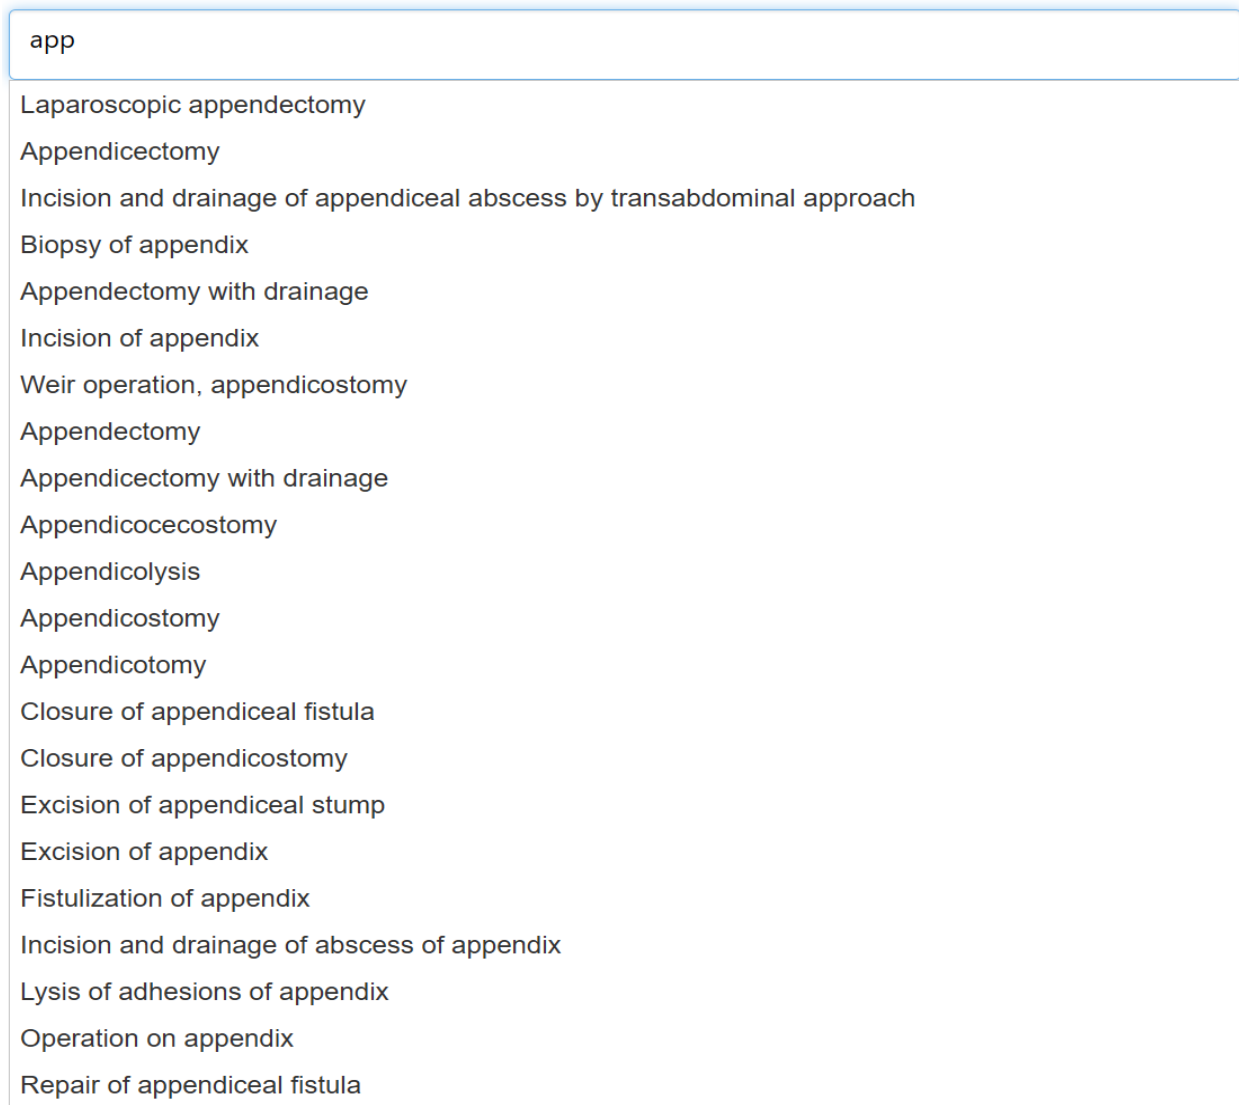 app
Laparoscopic appendectomy
Appendicectomy
Incision and drainage of appendiceal abscess by transabdominal approach
Biopsy of appendix
Appendectomy with drainage
Incision of appendix
Weir operation, appendicostomy
Appendectomy
Appendicectomy with drainage
Appendicocecostomy
Appendicolysis
Appendicostomy
Appendicotomy
Closure of appendiceal fistula
Closure of appendicostomy
Excision of appendiceal stump
Excision of appendix
Fistulization of appendix
Incision and drainage of abscess of appendix
Lysis of adhesions of appendix
Operation on appendix
Repair of appendiceal fistula